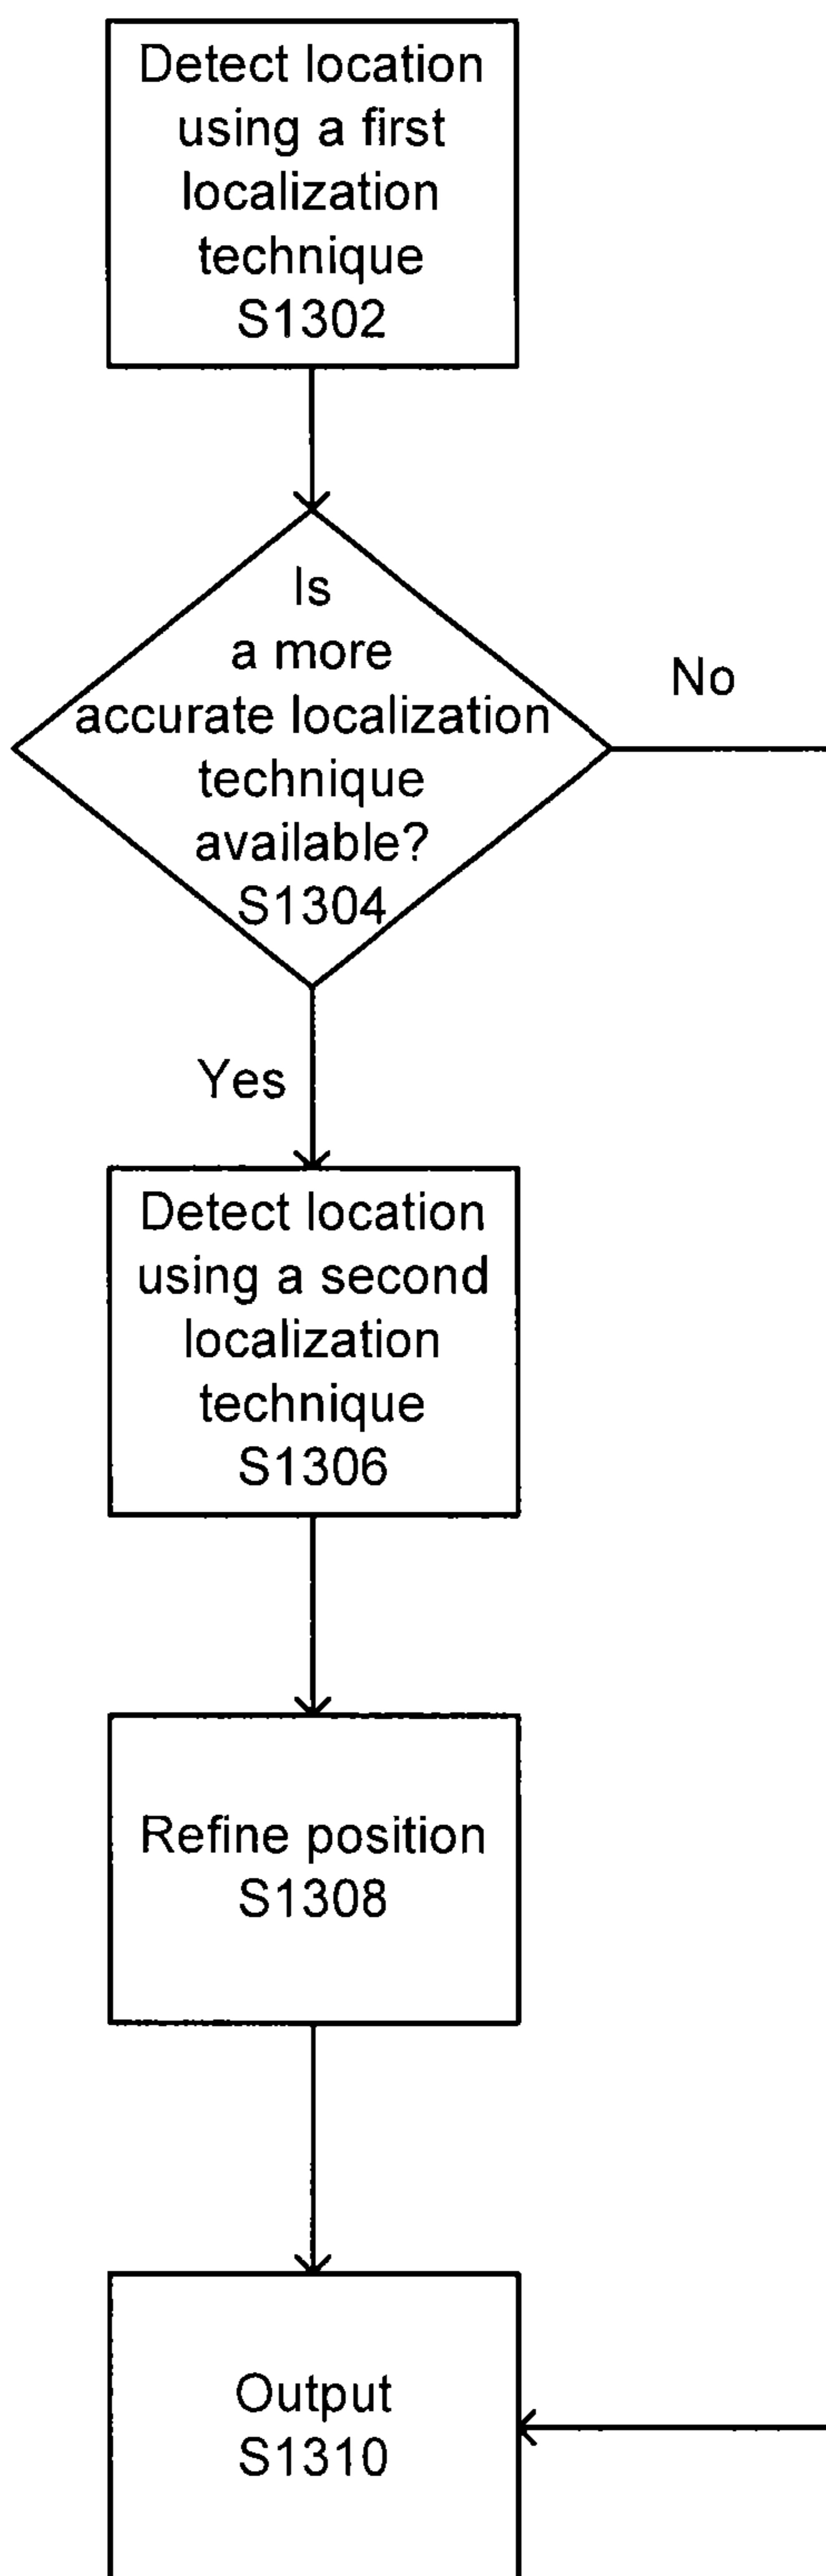 Detect location
using a first
localization
technique
S1302
Is
a more
accurate localization
technique
available?
S1304
No
Yes
Detect location
using a second
localization
technique
S1306
Refine position
S1308
Output
S1310